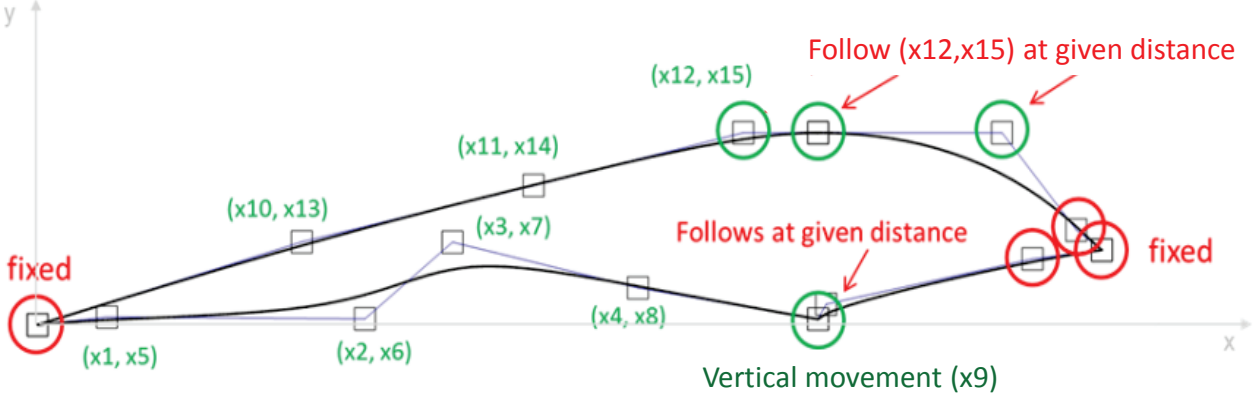 y
Follow (x12,x15) at given distance
(x12, x15)
(x11, x14)
(x10, x13)
(x3, x7)
Follows at given distance
fixed
fixed
(x4, x8)
(x1, x5)
(x2, x6)
x
Vertical movement (x9)